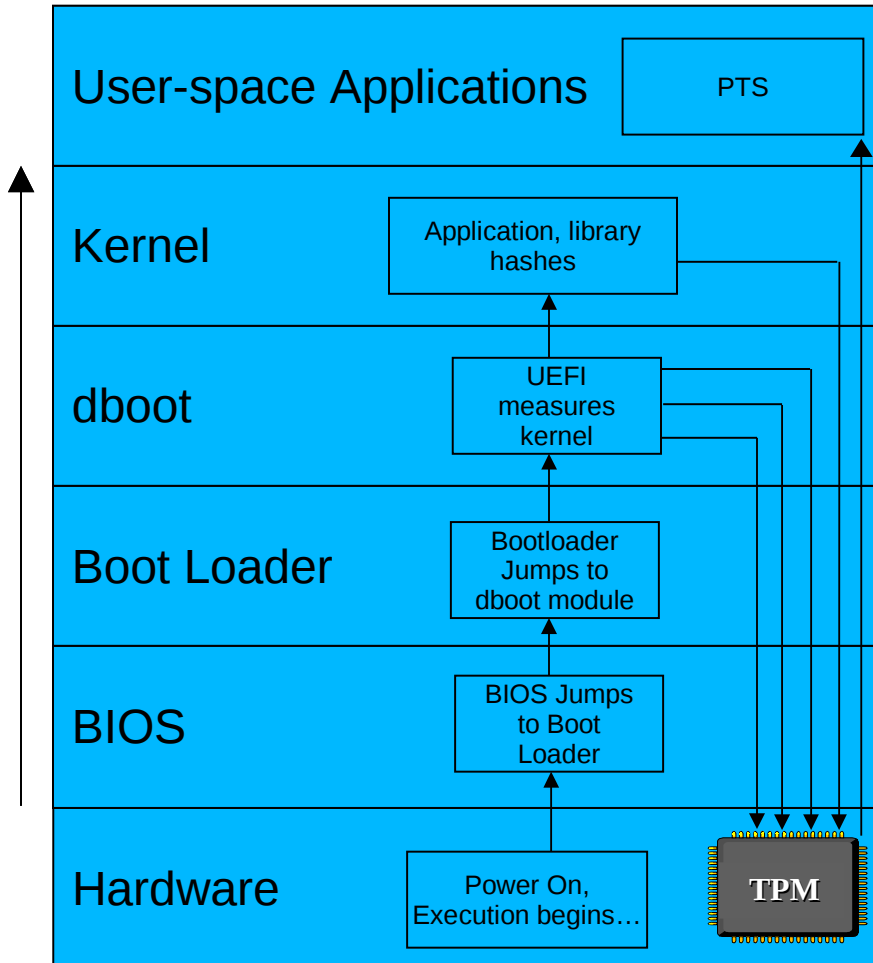 User-space Applications
PTS
Kernel
Application, library
hashes
dboot
UEFI
measures
kernel
Boot Loader
Bootloader
Jumps to
dboot module
BIOS
BIOS Jumps
to Boot
Loader
Hardware
Power On,
Execution begins…
TPM